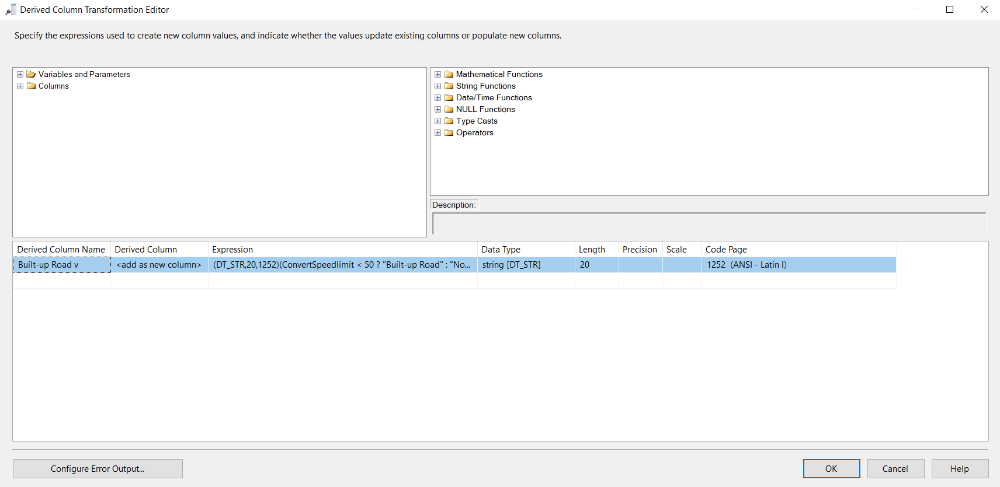 Derived Column Transformation Editor
Specify the expressions used to create new column values, and indicate whether the values update existing columns or populate new columns.
Variables and Parameters
Columns
Mathematical Functions
String Functions
Date/Time Functions
NULL Functions
Type Casts
Operators
Description:
Derived Column Name Derived Column Expression Data Type Length Precision Scale Code Page
Built-up Road v <add as new column> (DT_STR,20,1252)(ConvertSpeedlimit < 50 ? "Built-up Road" : "No... string [DT_STR] 20 1252 (ANSI - Latin I)
Configure Error Output... OK Cancel Help